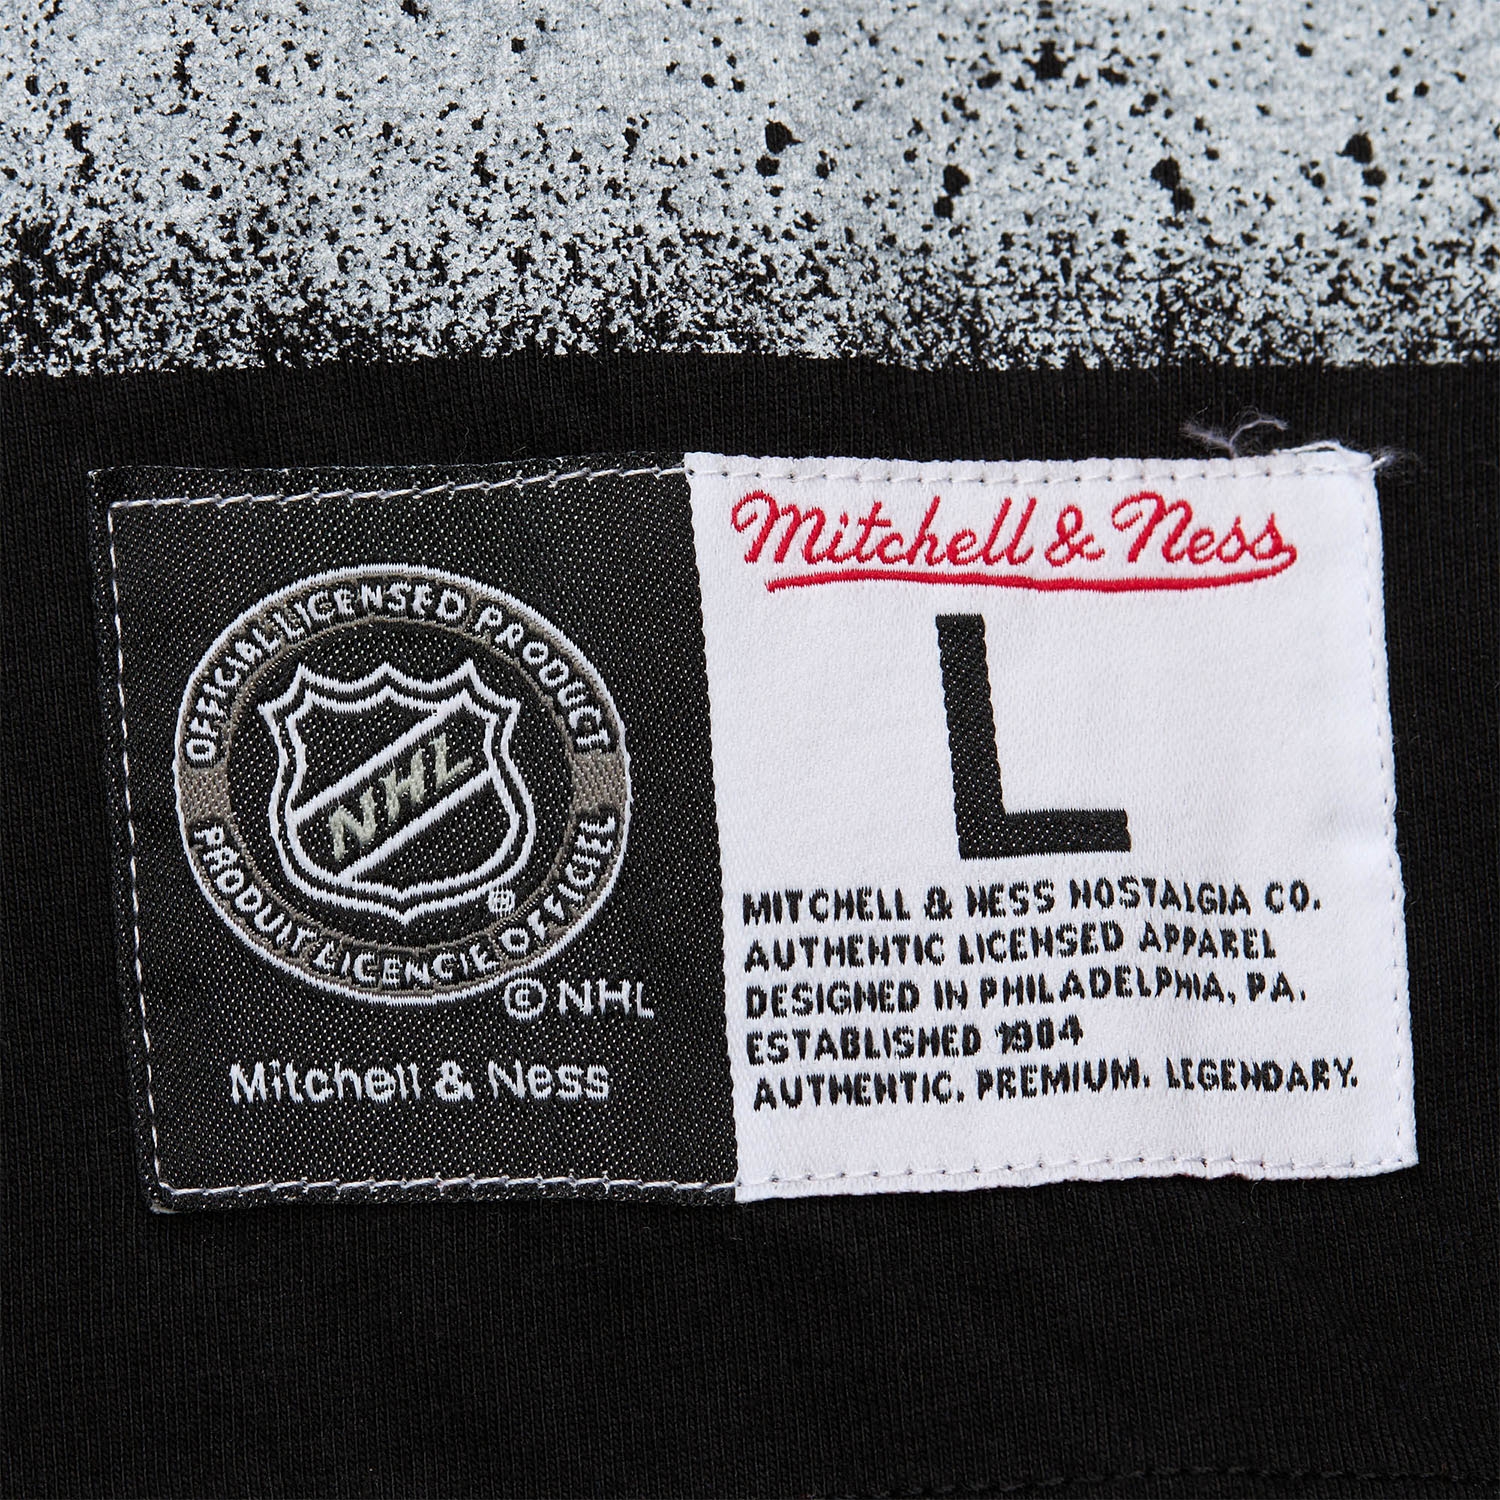 OFFICIAL LICENSED PRODUCT
NHL
®
PRODUIT LICENCIE OFFICIEL
© NHL
Mitchell & Ness
Mitchell & Ness
L
MITCHELL & NESS NOSTALGIA CO.
AUTHENTIC LICENSED APPAREL
DESIGNED IN PHILADELPHIA, PA.
ESTABLISHED 1904
AUTHENTIC. PREMIUM. LEGENDARY.